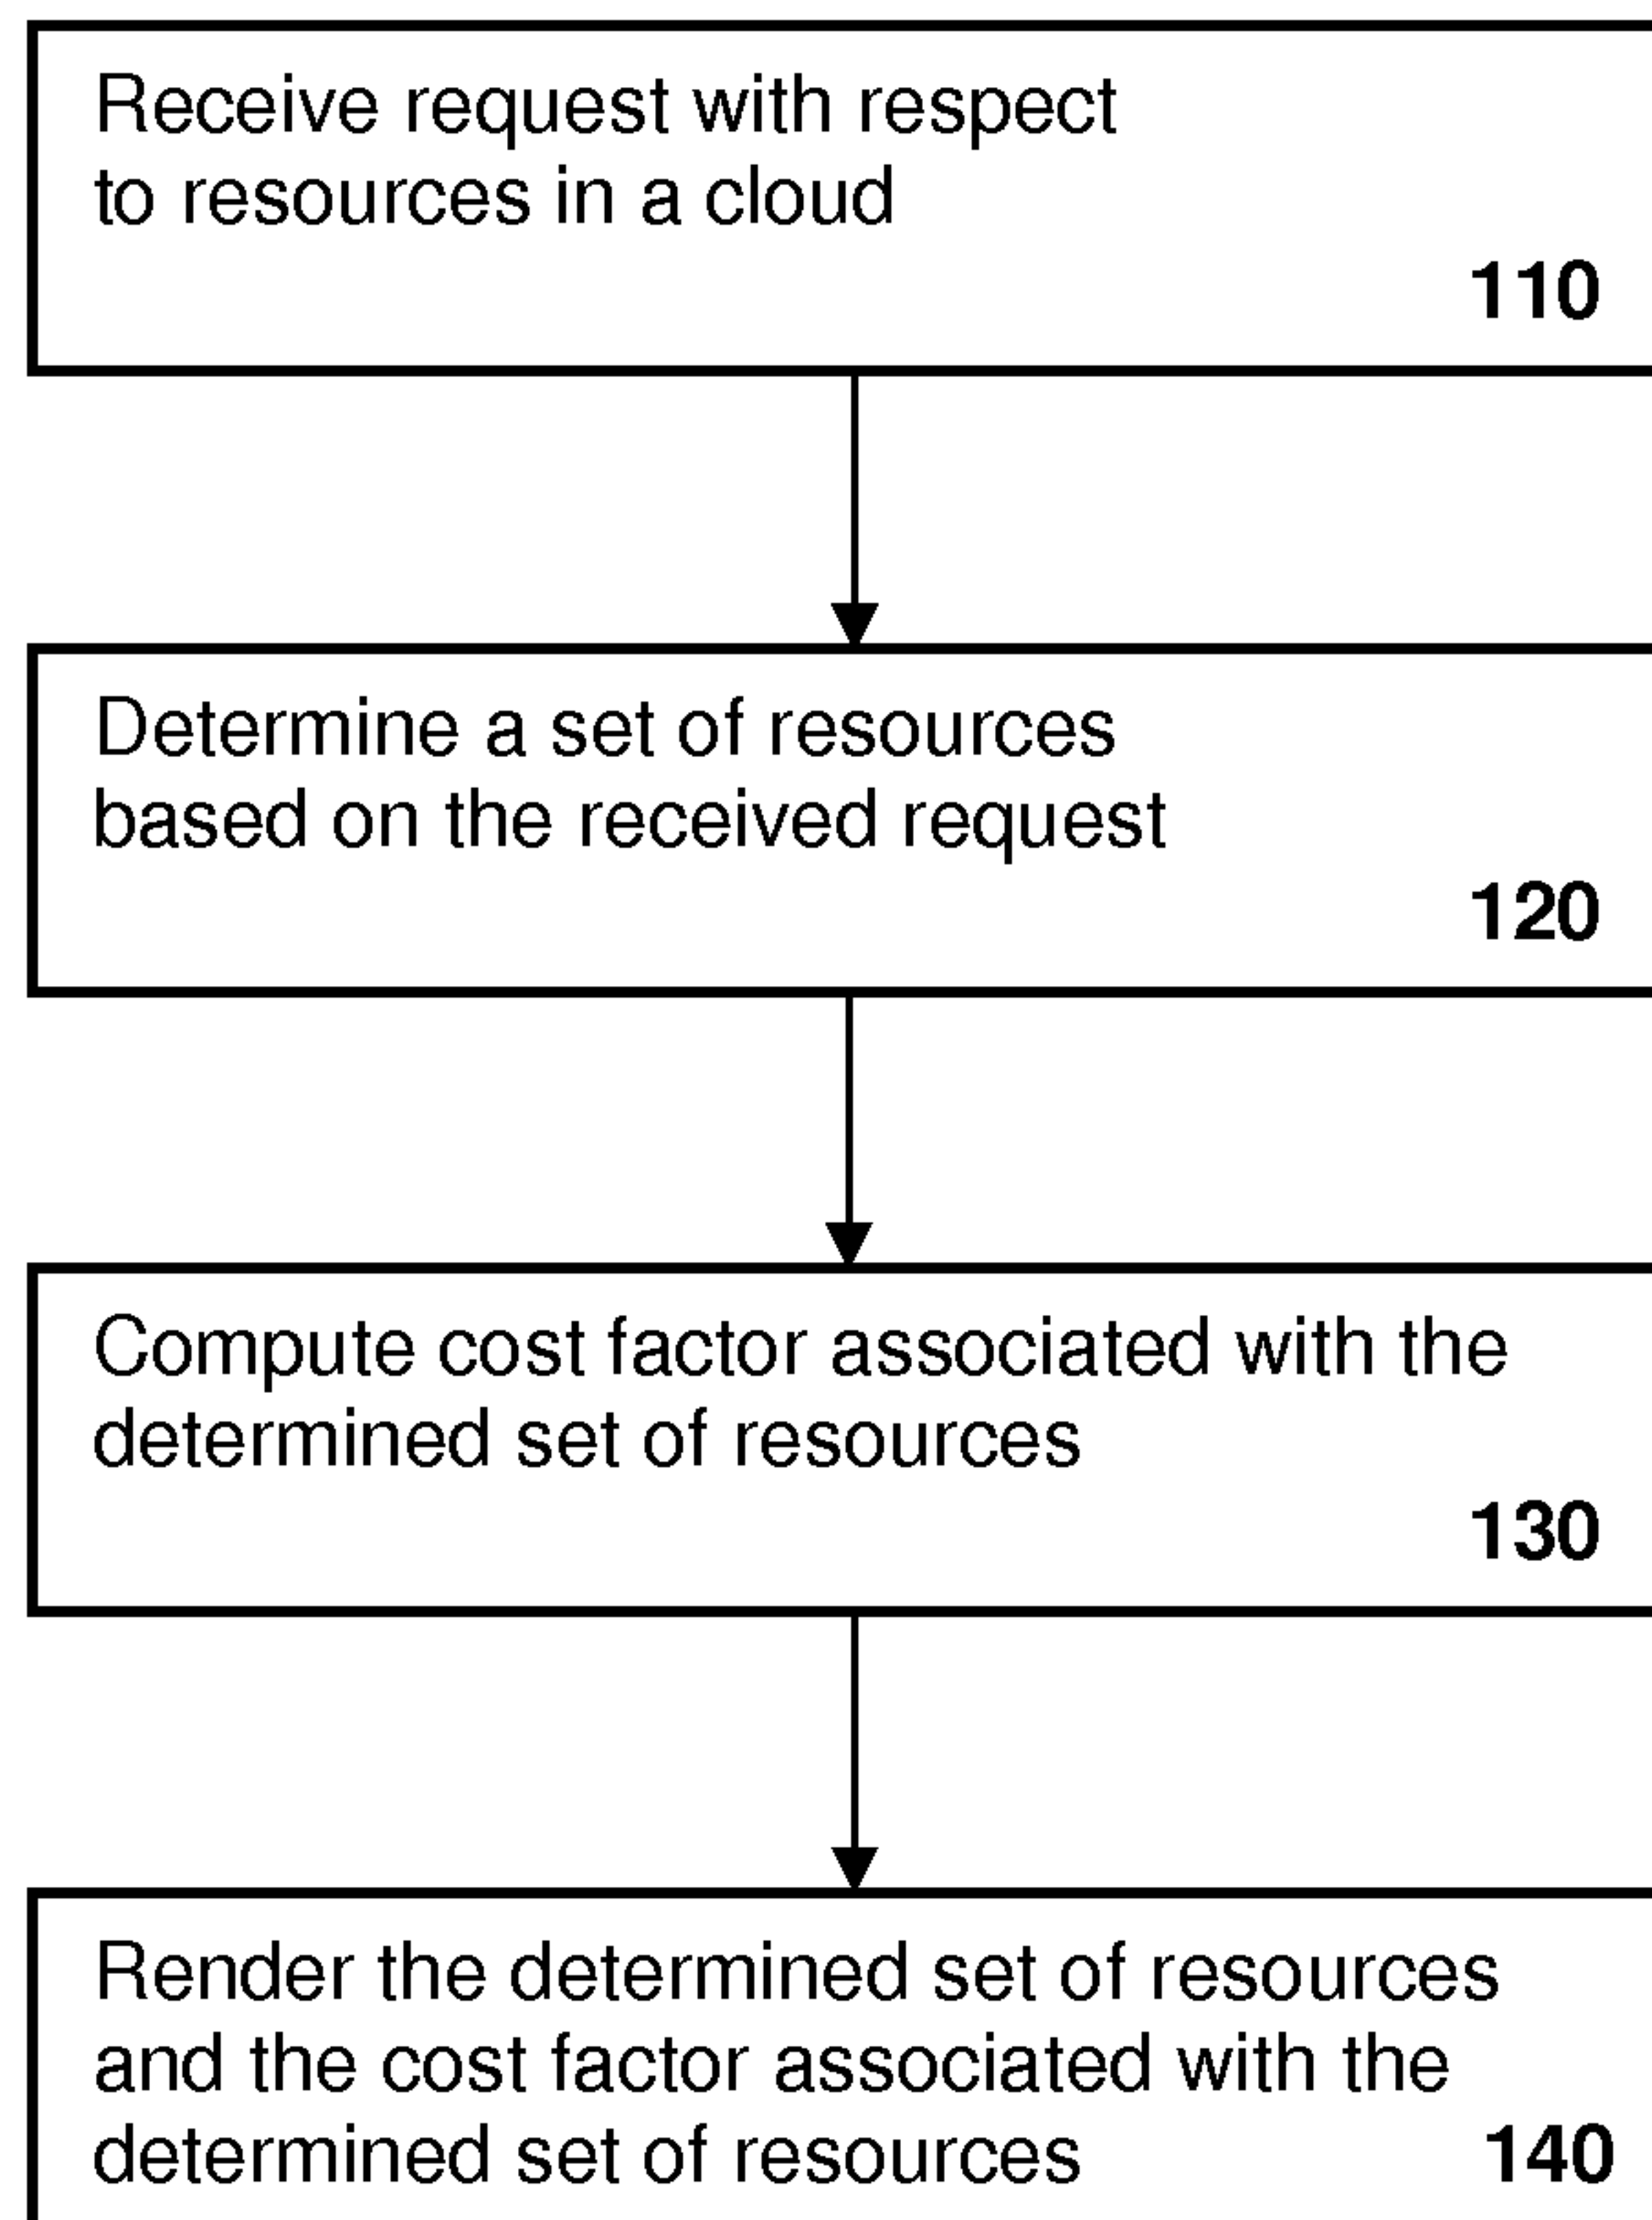 Receive request with respect
to resources in a cloud
110
Determine a set of resources
based on the received request
120
Compute cost factor associated with the
determined set of resources
130
Render the determined set of resources
and the cost factor associated with the
determined set of resources 140